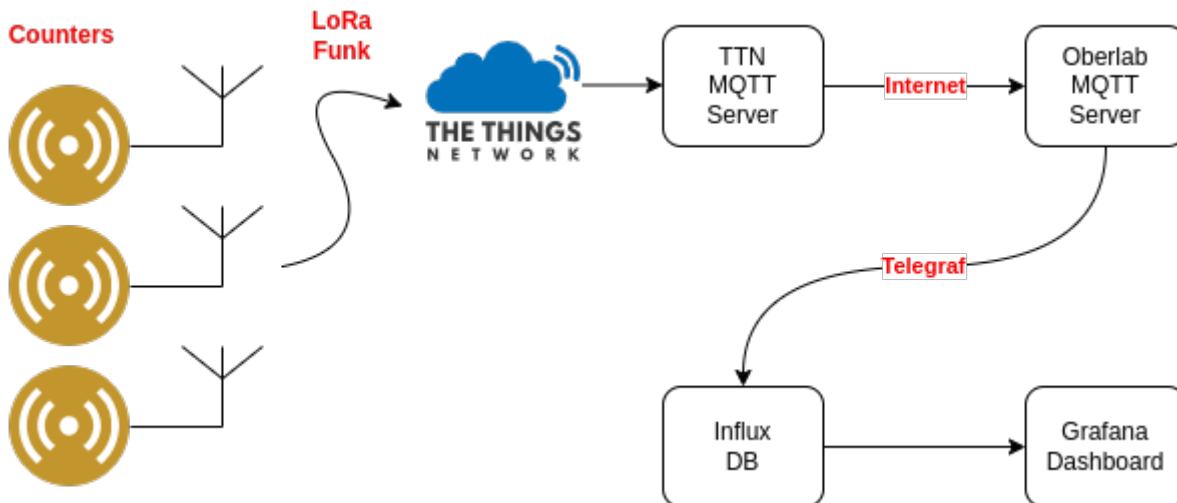 Counters
LoRa
Funk
THE THINGS
NETWORK
TTN
MQTT
Server
Internet
Oberlab
MQTT
Server
Telegraf
Influx
DB
Grafana
Dashboard